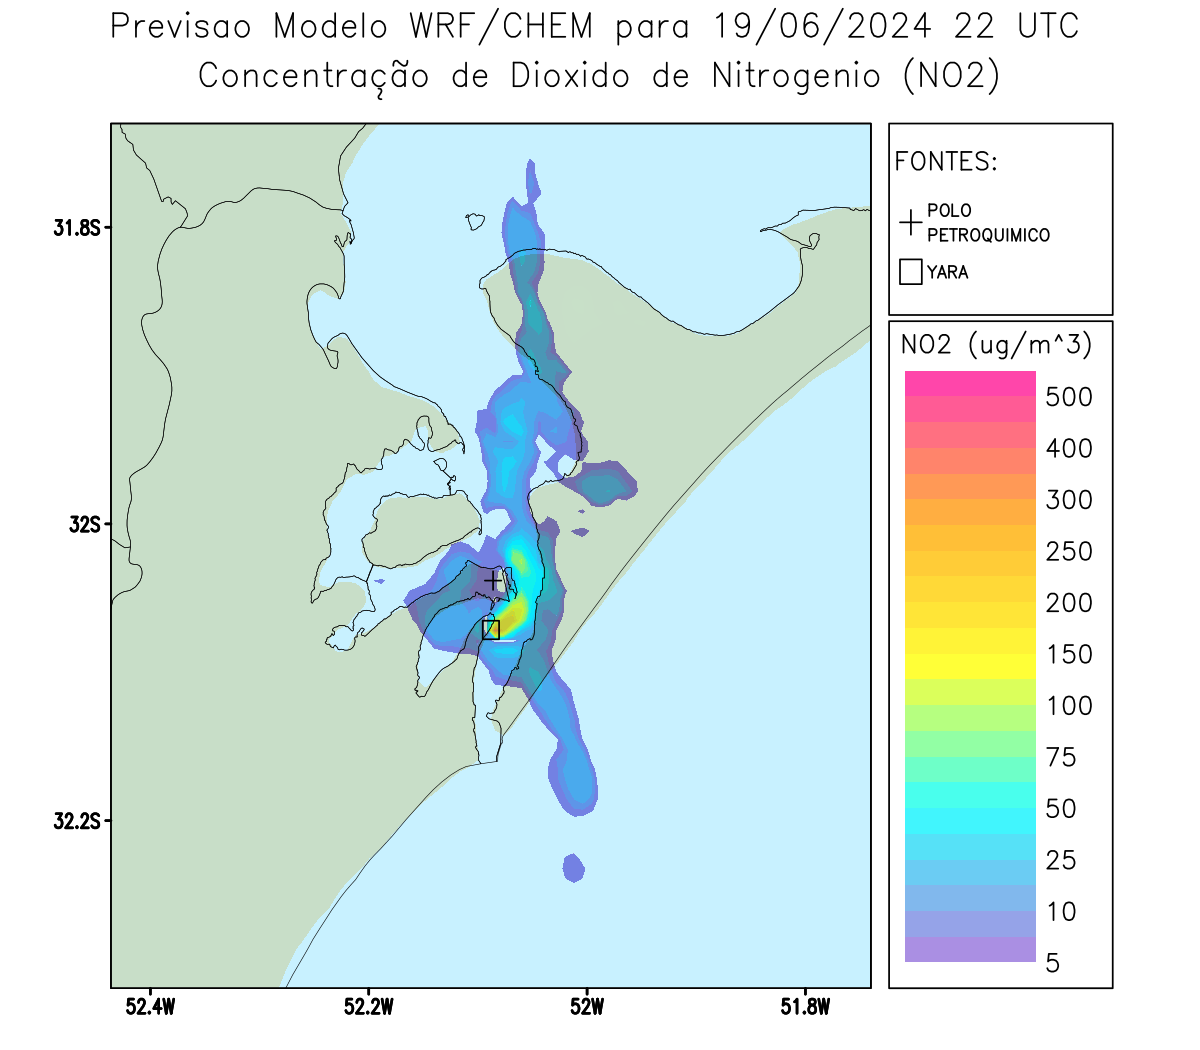 Previsao Modelo WRF/CHEM para 19/06/2024 22 UTC
Concentração de Dioxido de Nitrogenio (NO2)
FONTES:
POLO
PETROQUIMICO
YARA
NO2 (ug/m^3)
500
400
300
250
200
150
100
75
50
25
10
5
31.8S
32S
32.2S
52.4W
52.2W
52W
51.8W